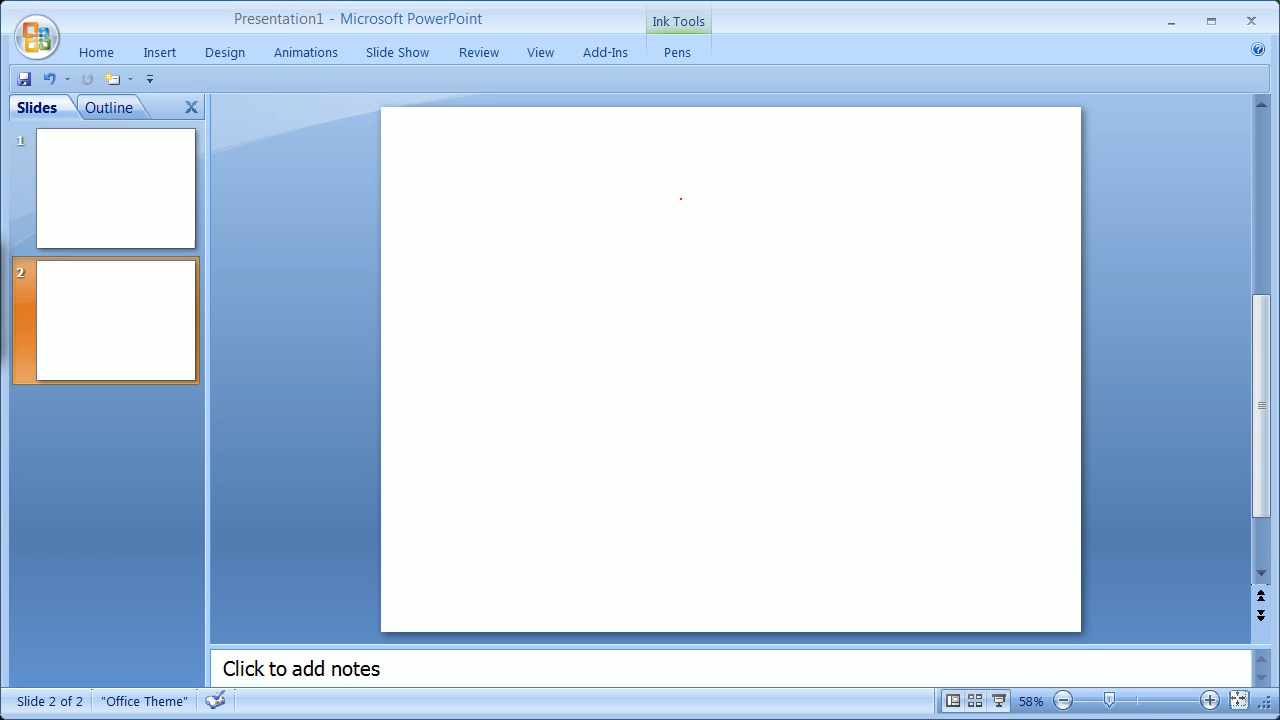 Presentation1 - Microsoft PowerPoint
Ink Tools
Home Insert Design Animations Slide Show Review View Add-Ins Pens
Slides Outline
1
2
Click to add notes
Slide 2 of 2 "Office Theme" 58%